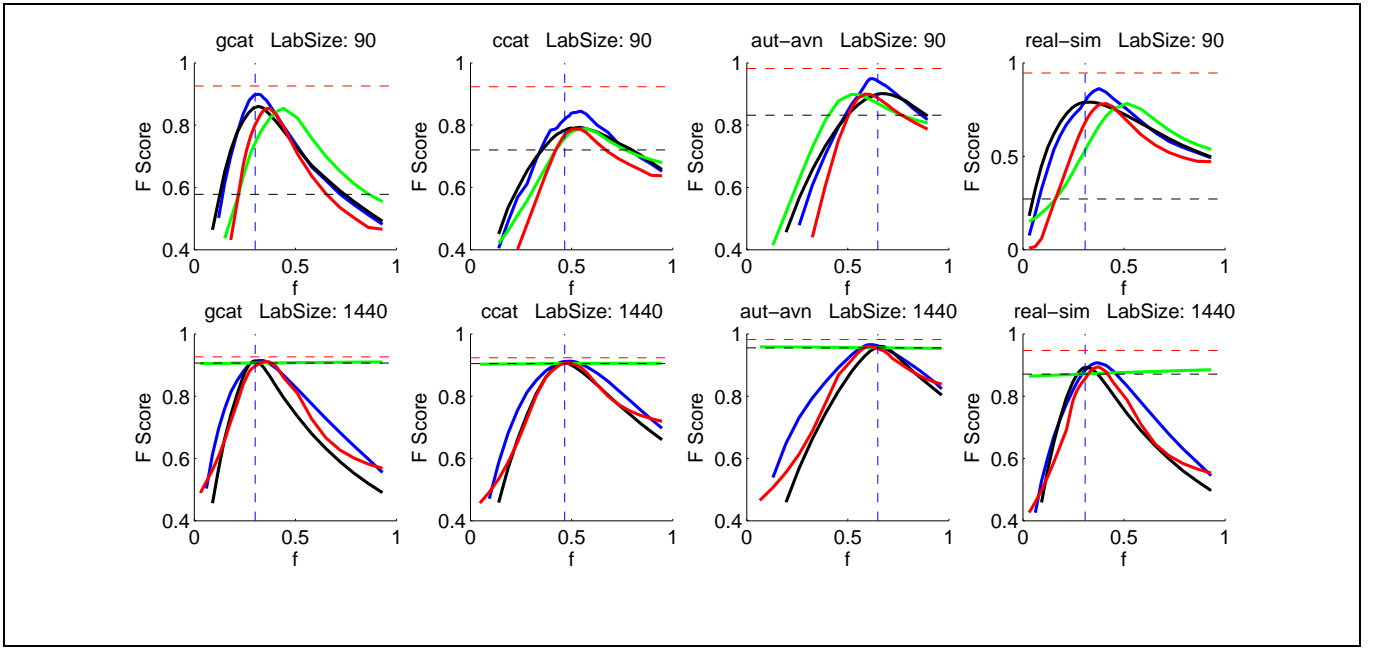 gcat LabSize: 90
ccat LabSize: 90
aut−avn LabSize: 90
real−sim LabSize: 90
1
0.8
0.6
0.4
F Score
0
0.5
1
f
1
0.8
0.6
0.4
F Score
0
0.5
1
f
1
0.8
0.6
0.4
F Score
0
0.5
1
f
1
0.5
0
F Score
0
0.5
1
f
gcat LabSize: 1440
ccat LabSize: 1440
aut−avn LabSize: 1440
real−sim LabSize: 1440
1
0.8
0.6
0.4
F Score
0
0.5
1
f
1
0.8
0.6
0.4
F Score
0
0.5
1
f
1
0.8
0.6
0.4
F Score
0
0.5
1
f
1
0.8
0.6
0.4
F Score
0
0.5
1
f